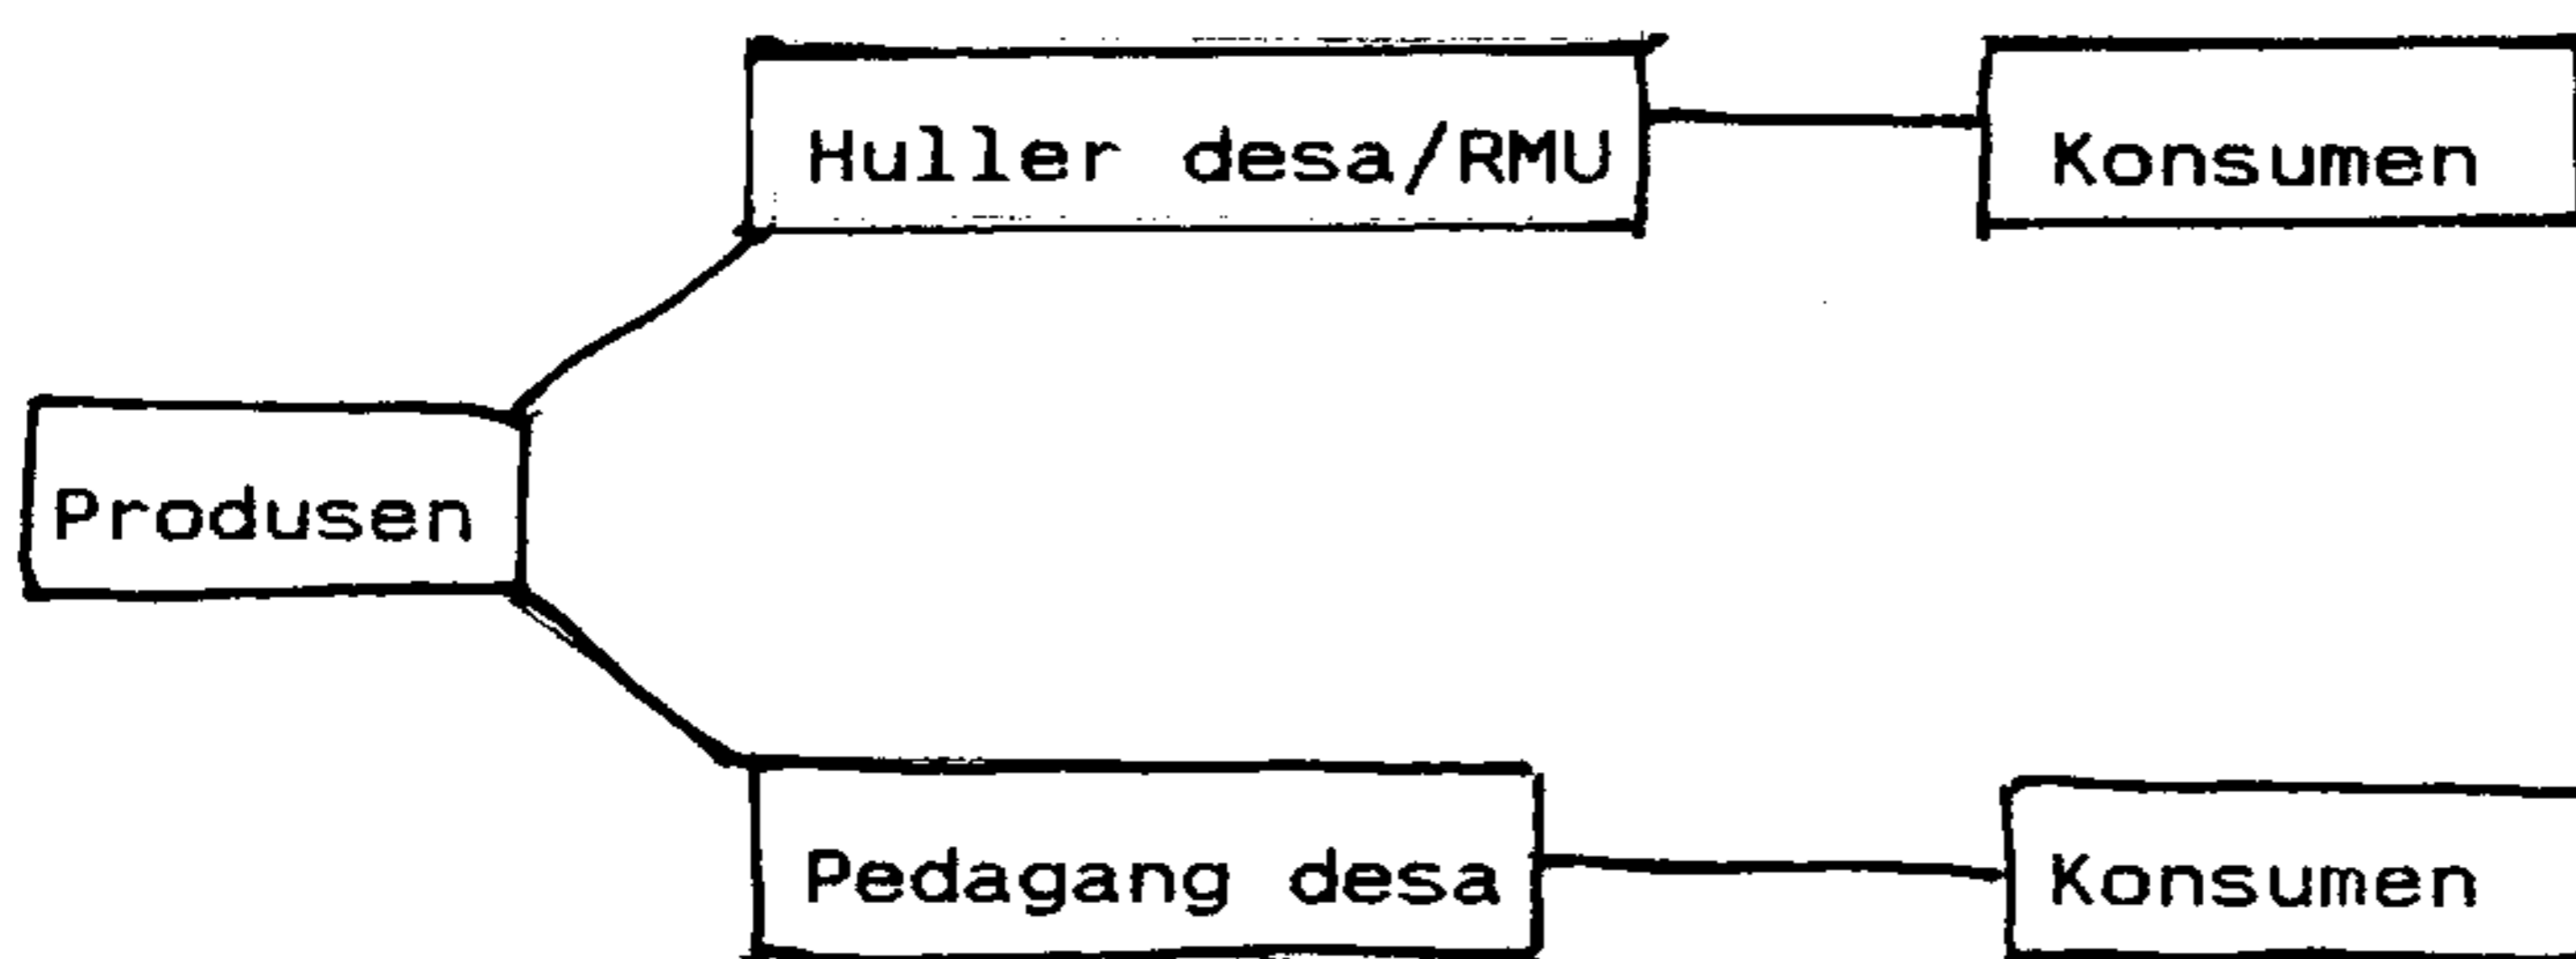 Huller desa/RMU
Konsumen
Produsen
Pedagang desa
Konsumen